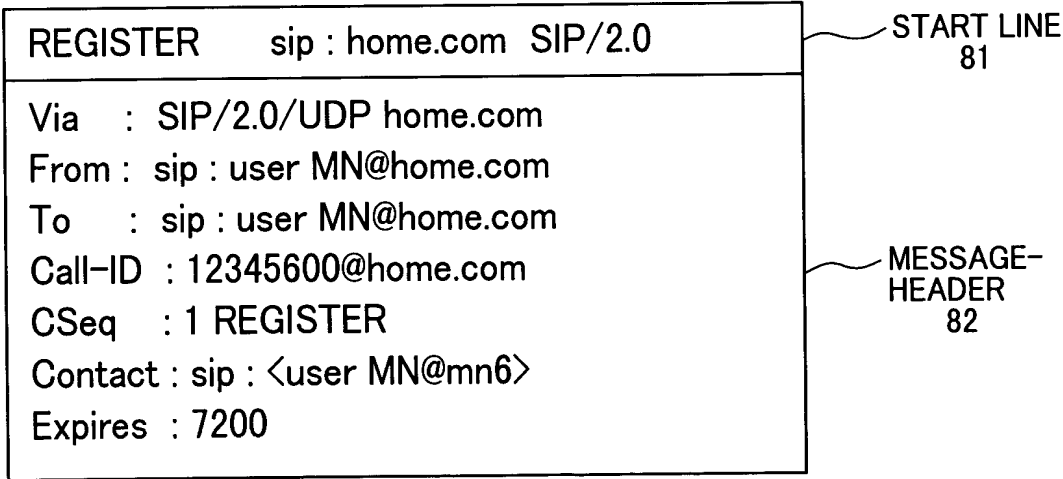 REGISTER sip : home.com SIP/2.0
START LINE
81
Via : SIP/2.0/UDP home.com
From : sip : user MN@home.com
To : sip : user MN@home.com
Call-ID : 12345600@home.com
CSeq : 1 REGISTER
Contact : sip : <user MN@mn6>
Expires : 7200
MESSAGE-
HEADER
82